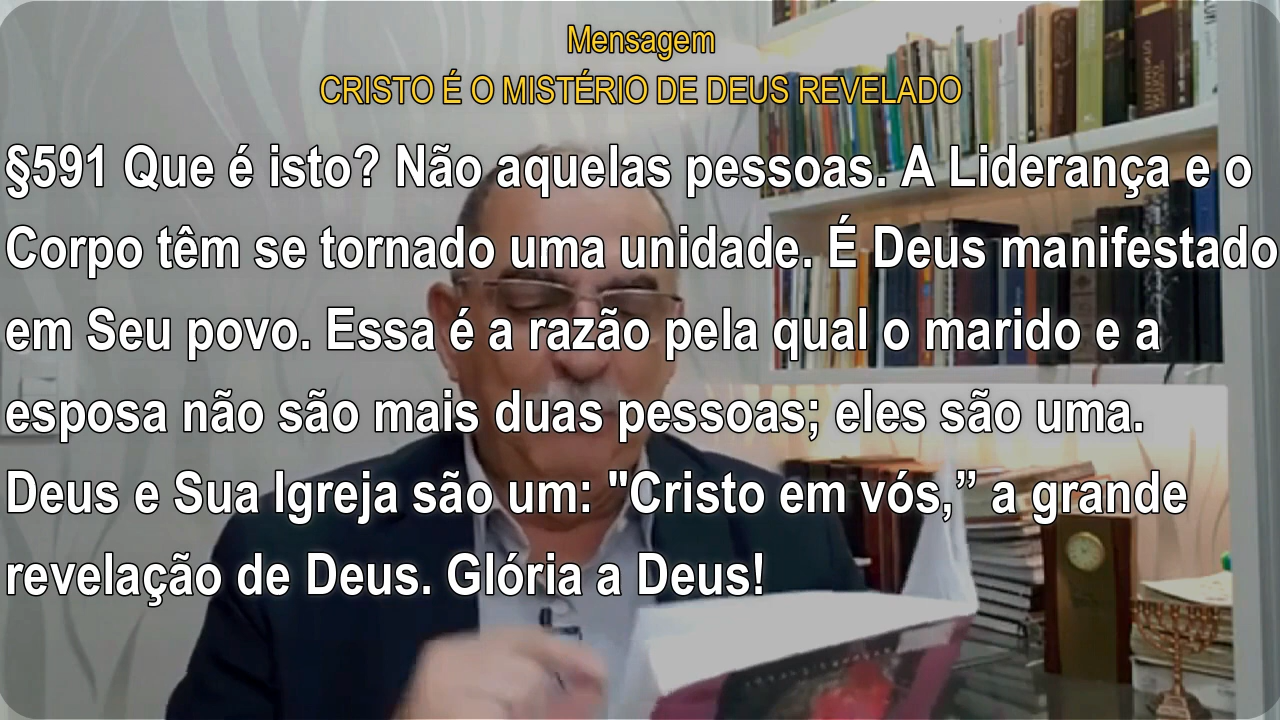 Mensagem
CRISTO É O MISTÉRIO DE DEUS REVELADO
§591 Que é isto? Não aquelas pessoas. A Liderança e o
Corpo têm se tornado uma unidade. É Deus manifestado
em Seu povo. Essa é a razão pela qual o marido e a
esposa não são mais duas pessoas; eles são uma.
Deus e Sua Igreja são um: "Cristo em vós,” a grande
revelação de Deus. Glória a Deus!